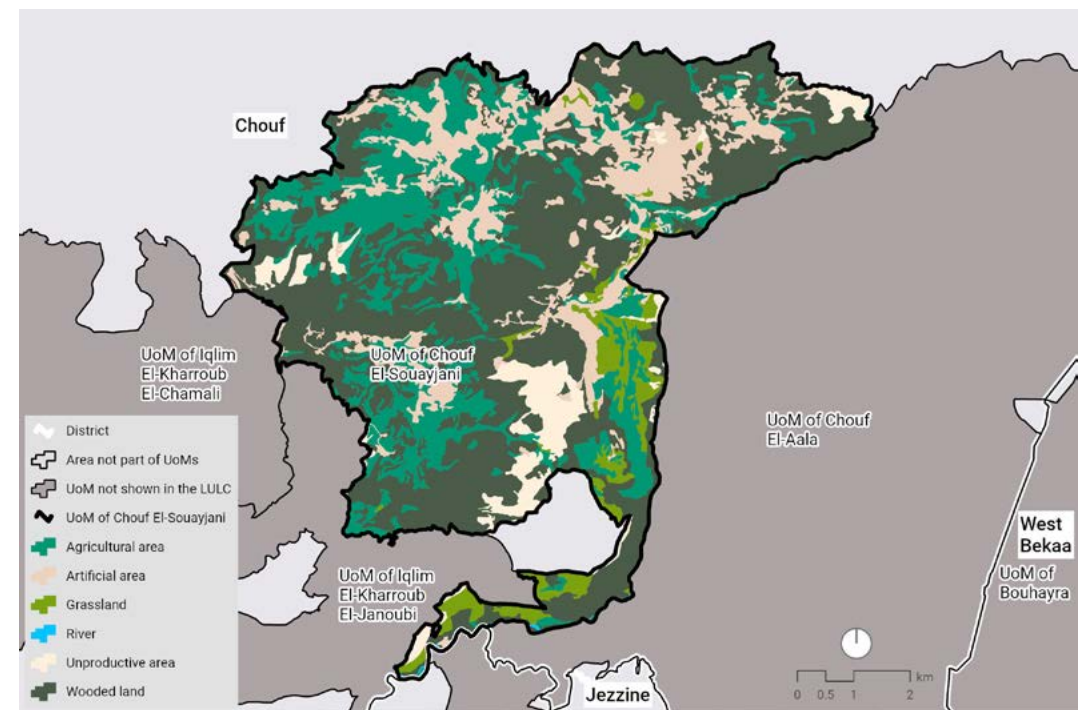 Chouf
UoM of Iqlim
El-Kharroub
El-Chamali
UoM of Chouf
El-Souayjani
UoM of Chouf
El-Aala
District
Area not part of UoMs
UoM not shown in the LULC
UoM of Chouf El-Souayjani
Agricultural area
Artificial area
Grassland
River
Unproductive area
Wooded land
UoM of Iqlim
El-Kharroub
El-Janoubi
West
Bekaa
UoM of
Bouhayra
Jezzine
km
0 0.5 1 2